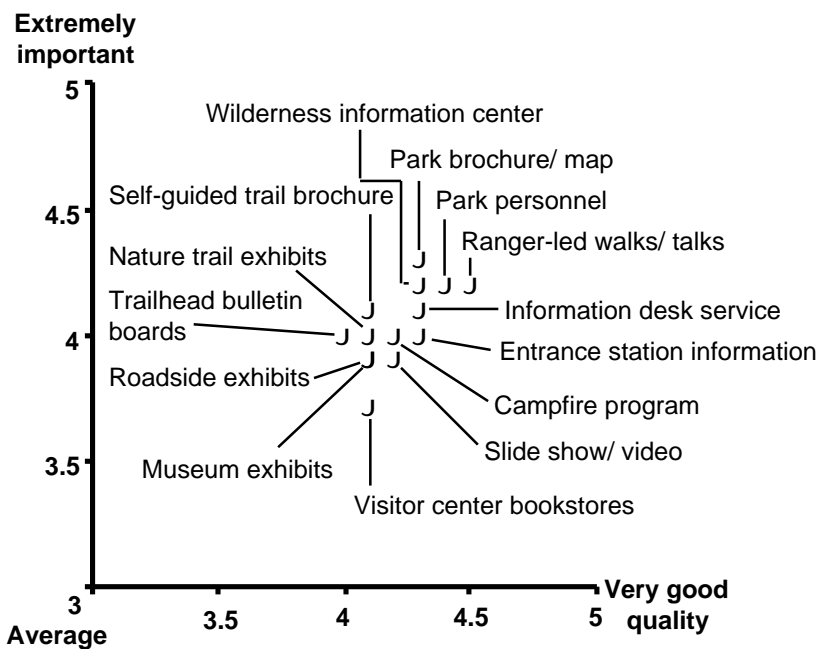 Extremely
important
5
Wilderness information center
Park brochure/ map
Self-guided trail brochure
Park personnel
4.5
Ranger-led walks/ talks
Nature trail exhibits
Trailhead bulletin
boards
Information desk service
4
Entrance station information
Roadside exhibits
Campfire program
Slide show/ video
3.5
Museum exhibits
Visitor center bookstores
3
Average
3.5
4
4.5
5
Very good
quality
J
J
J
J
J
J
J
J
J
J
J
J
J